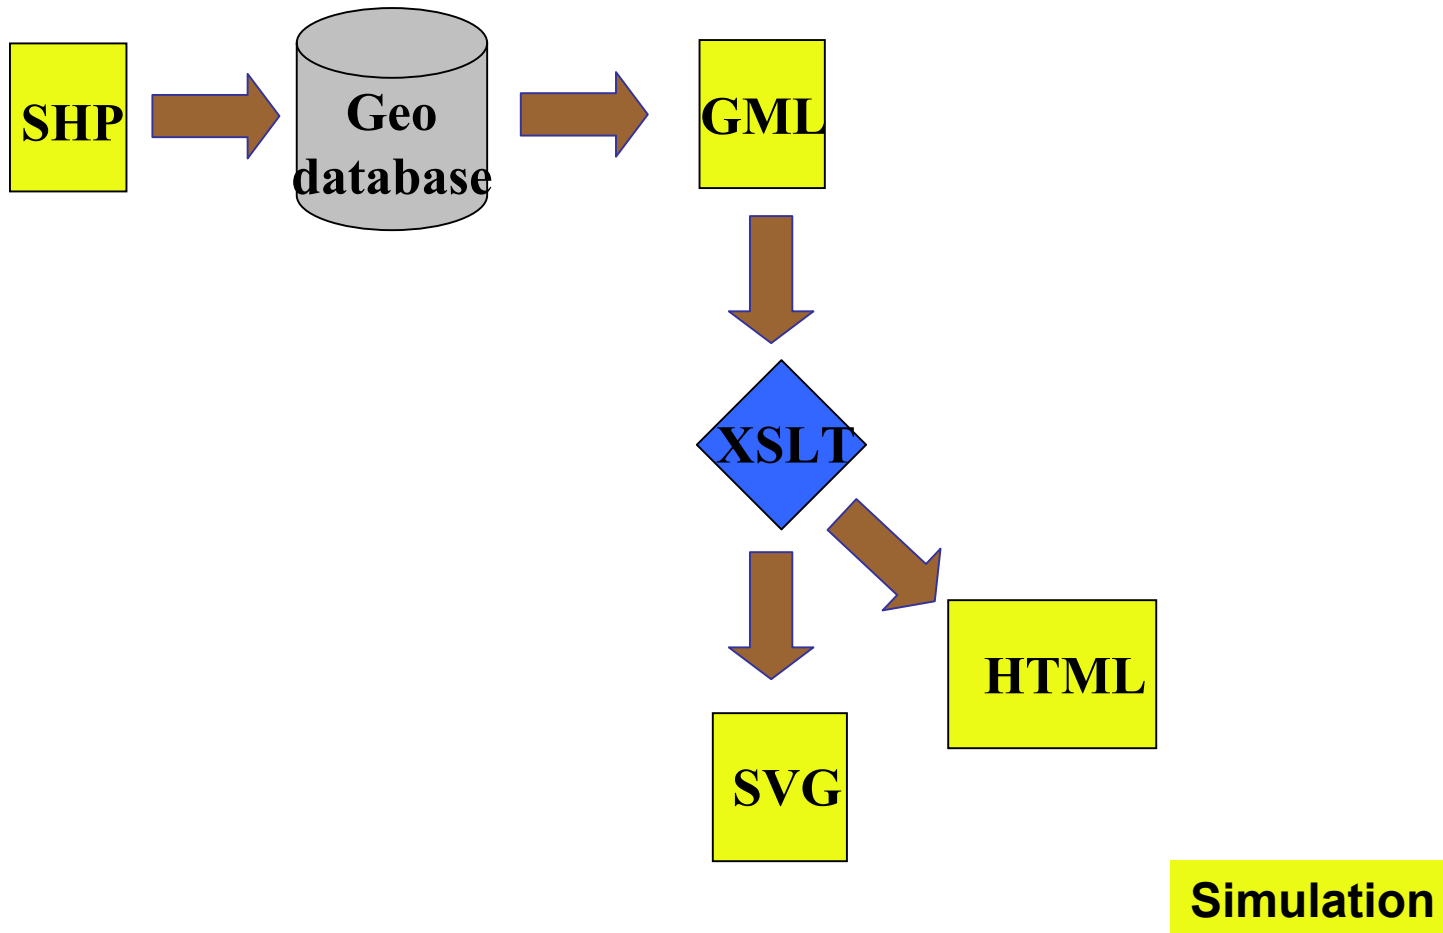 SHP
Geo
database
GML
XSLT
HTML
SVG
Simulation